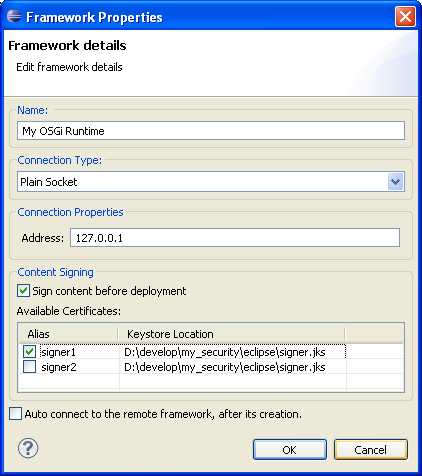 Framework Properties
Framework details
Edit framework details
Name:
My OSGi Runtime
Connection Type:
Plain Socket
Connection Properties
Address: 127.0.0.1
Content Signing
Sign content before deployment
Available Certificates:
Alias Keystore Location
signer1 D:\develop\my_security\eclipse\signer.jks
signer2 D:\develop\my_security\eclipse\signer.jks
Auto connect to the remote framework, after its creation.
? OK Cancel